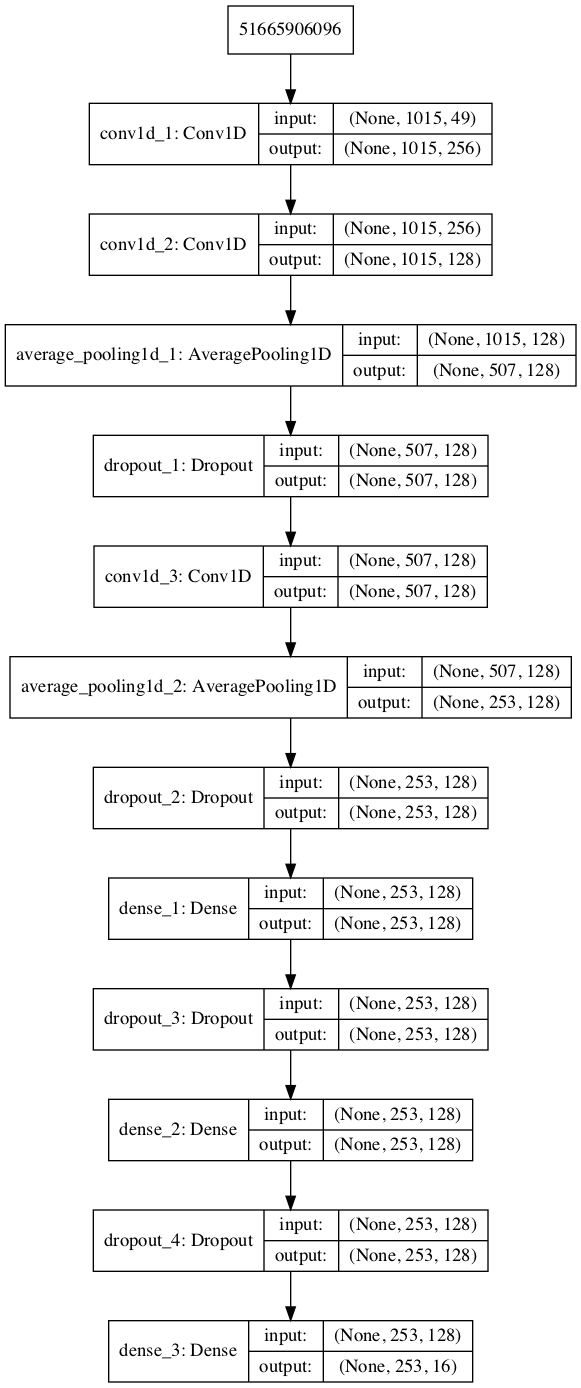 51665906096
conv1d_1: Conv1D
input:
(None, 1015, 49)
output:
(None, 1015, 256)
conv1d_2: Conv1D
input:
(None, 1015, 256)
output:
(None, 1015, 128)
average_pooling1d_1: AveragePooling1D
input:
(None, 1015, 128)
output:
(None, 507, 128)
dropout_1: Dropout
input:
(None, 507, 128)
output:
(None, 507, 128)
conv1d_3: Conv1D
input:
(None, 507, 128)
output:
(None, 507, 128)
average_pooling1d_2: AveragePooling1D
input:
(None, 507, 128)
output:
(None, 253, 128)
dropout_2: Dropout
input:
(None, 253, 128)
output:
(None, 253, 128)
dense_1: Dense
input:
(None, 253, 128)
output:
(None, 253, 128)
dropout_3: Dropout
input:
(None, 253, 128)
output:
(None, 253, 128)
dense_2: Dense
input:
(None, 253, 128)
output:
(None, 253, 128)
dropout_4: Dropout
input:
(None, 253, 128)
output:
(None, 253, 128)
dense_3: Dense
input:
(None, 253, 128)
output:
(None, 253, 16)